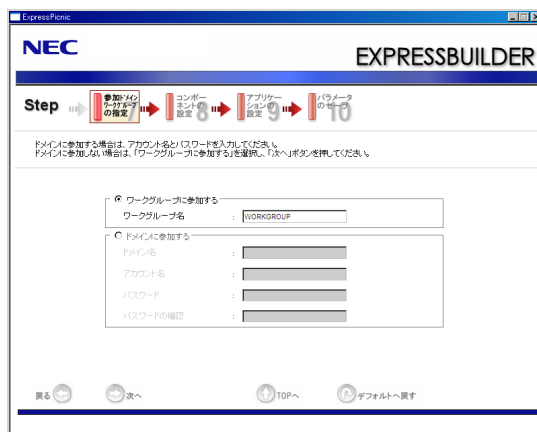 ExpressPicnic
NEC
EXPRESSBUILDER
Step
参加ドメイン
ワークグループ
の指定 7
コンポー
ネントの
設定 8
アプリケー
ションの
設定 9
パラメータ
のセーブ 10
ドメインに参加する場合は、アカウント名とパスワードを入力してください。
ドメインに参加しない場合は、「ワークグループに参加する」を選択し、「次へ」ボタンを押してください。
ワークグループに参加する
ワークグループ名 : WORKGROUP
ドメインに参加する
ドメイン名 :
アカウント名 :
パスワード :
パスワードの確認 :
戻る 次へ TOPへ デフォルトへ戻す